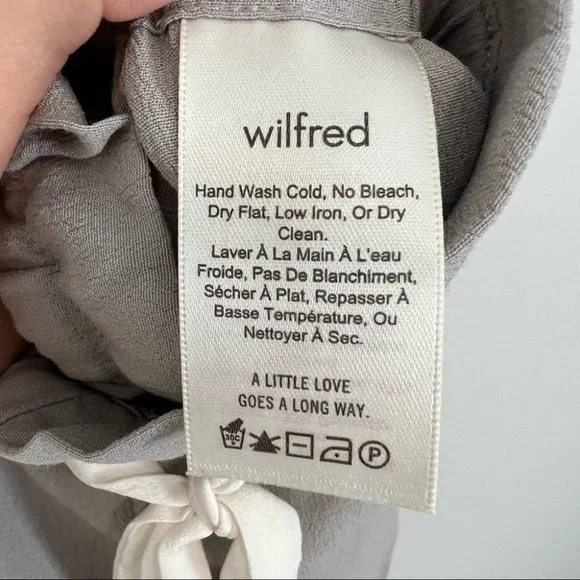 wilfred
Hand Wash Cold, No Bleach,
Dry Flat, Low Iron, Or Dry
Clean.
Laver À La Main À L'eau
Froide, Pas De Blanchiment,
Sécher À Plat, Repasser À
Basse Température, Ou
Nettoyer À Sec.
A LITTLE LOVE
GOES A LONG WAY.
30C P